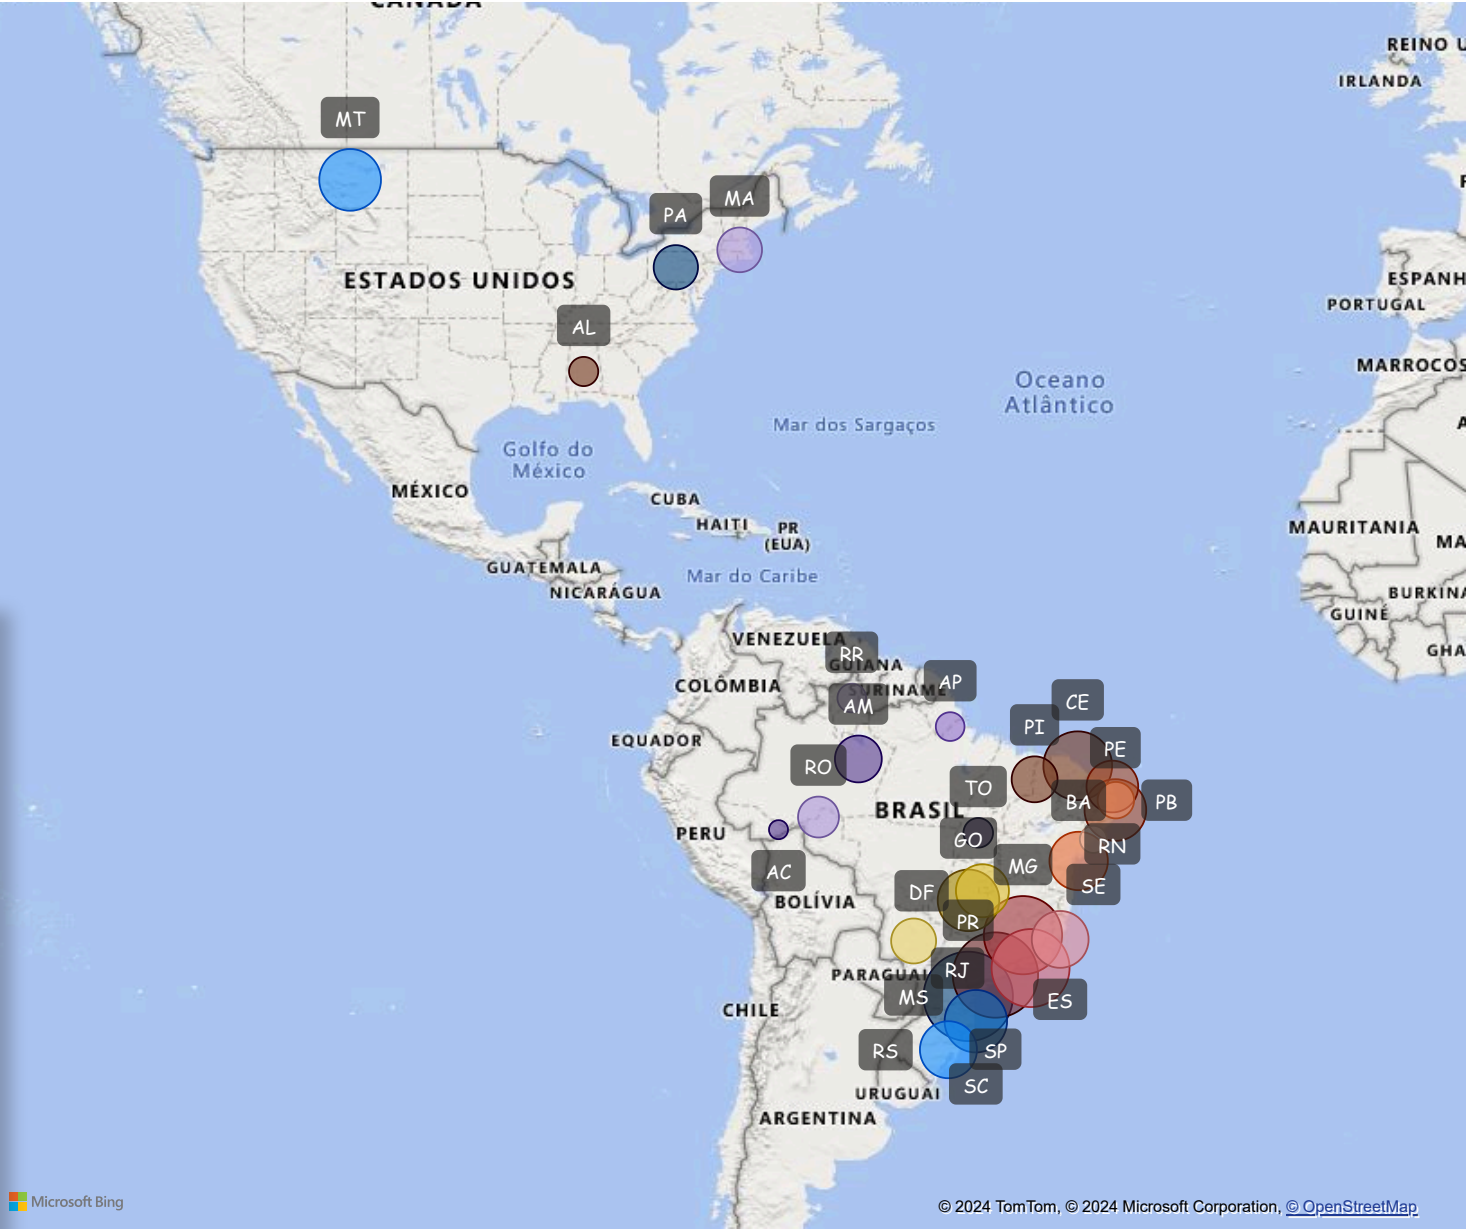 CANADA
REINO U
IRLANDA
MT
MA
PA
ESTADOS UNIDOS
ESPANH
PORTUGAL
AL
MARROCOS
Oceano
Atlântico
Mar dos Sargaços
Golfo do
México
MÉXICO
CUBA
HAITI
PR
(EUA)
MAURITANIA
MA
GUATEMALA
Mar do Caribe
NICARÁGUA
BURKINA
GUINÉ
VENEZUELA
RR
GUIANA
GHA
COLÔMBIA
AP
SURINAME
AM
CE
PI
EQUADOR
PE
RO
TO
BA
PB
BRASIL
PERU
GO
RN
MG
AC
SE
DF
BOLÍVIA
PR
RJ
PARAGUAI
MS
ES
CHILE
RS
SP
SC
URUGUAI
ARGENTINA
Microsoft Bing
© 2024 TomTom, © 2024 Microsoft Corporation, © OpenStreetMap